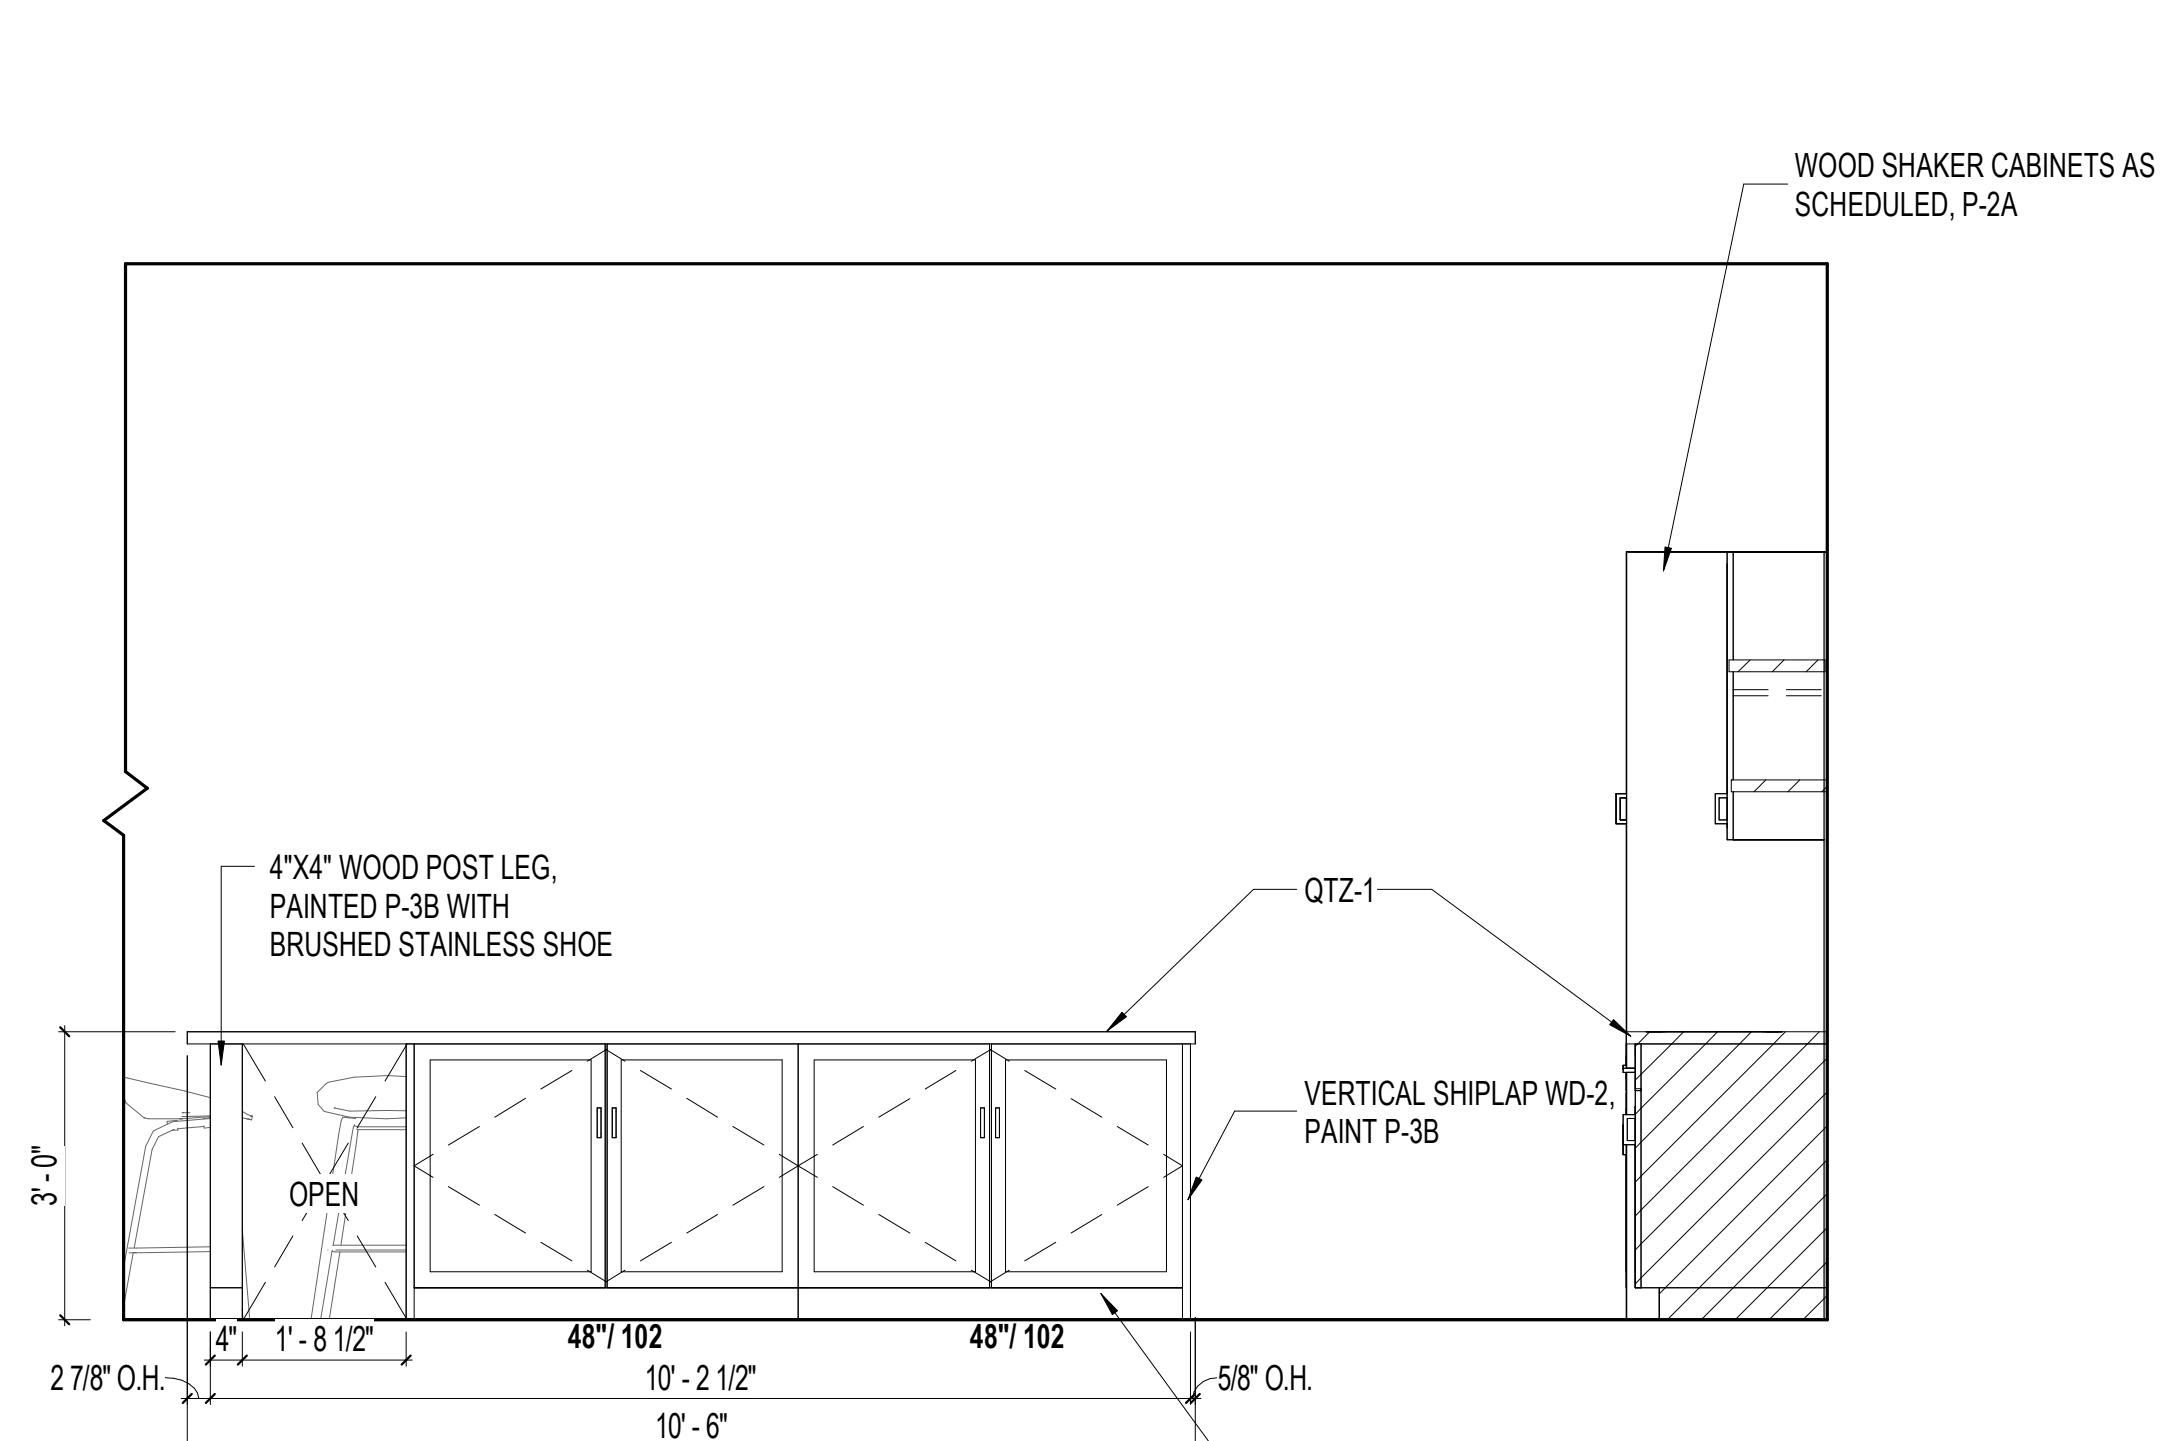 WOOD SHAKER CABINETS AS
SCHEDULED, P-2A
4"X4" WOOD POST LEG,
PAINTED P-3B WITH
BRUSHED STAINLESS SHOE
QTZ-1
VERTICAL SHIPLAP WD-2,
PAINT P-3B
3' - 0"
OPEN
4"
1' - 8 1/2"
48"/ 102
48"/ 102
2 7/8" O.H.
10' - 2 1/2"
5/8" O.H.
10' - 6"